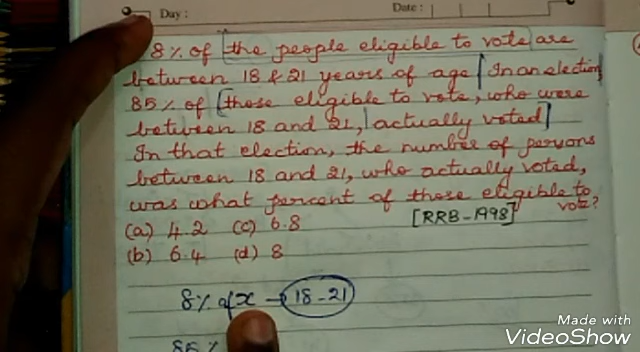 Day : Date :
8% of the people eligible to vote are
between 18 & 21 years of age In an election
85% of those eligible to vote, who were
between 18 and 21, actually voted
In that election, the number of persons
between 18 and 21, who actually voted,
was what percent of those eligible to
vote?
(a) 4.2 (c) 6.8 [RRB-1998]
(b) 6.4 (d) 8
8% of x → 18-21
85%
Made with
VideoShow